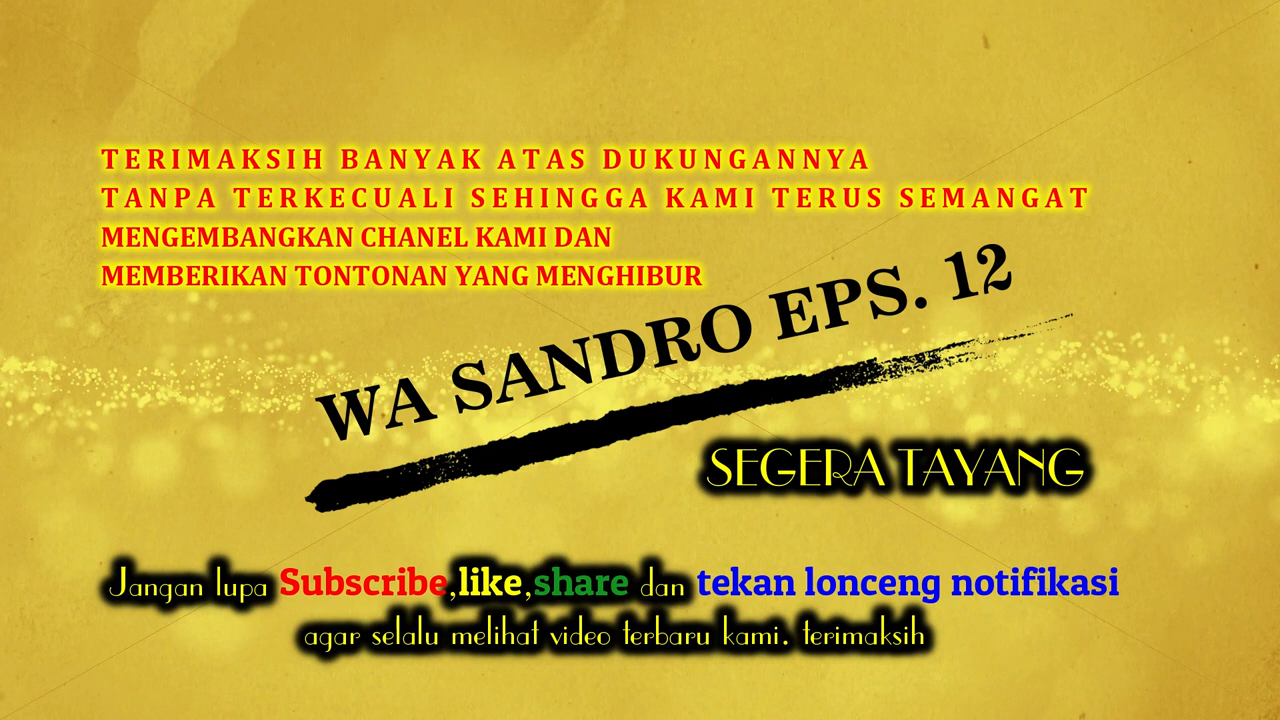 TERIMAKSIH BANYAK ATAS DUKUNGANNYA
TANPA TERKECUALI SEHINGGA KAMI TERUS SEMANGAT
MENGEMBANGKAN CHANEL KAMI DAN
MEMBERIKAN TONTONAN YANG MENGHIBUR
WA SANDRO EPS. 12
SEGERA TAYANG
Jangan lupa Subscribe,like,share dan tekan lonceng notifikasi
agar selalu melihat video terbaru kami. terimaksih